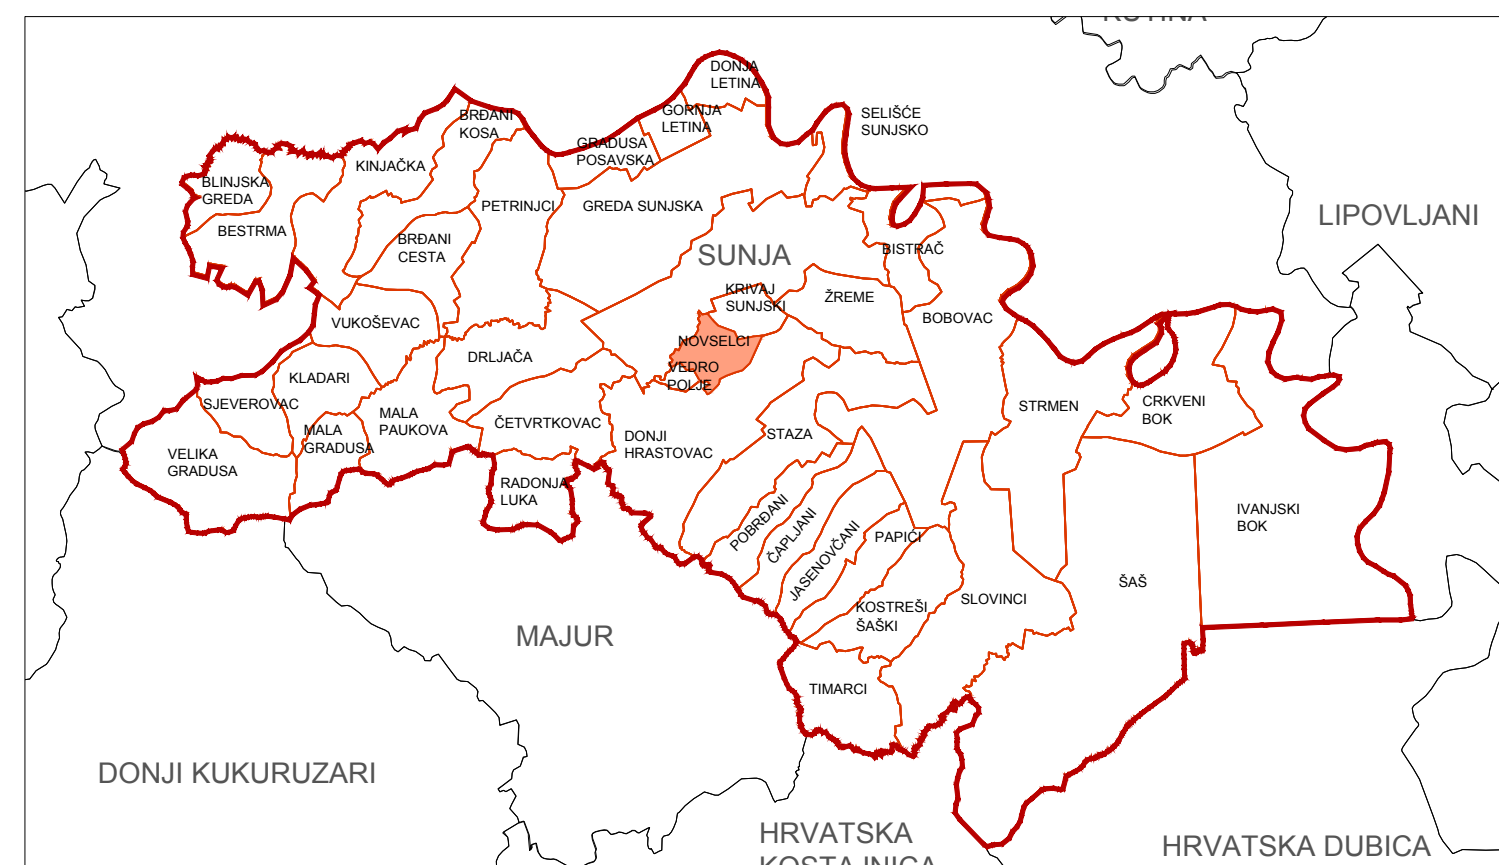 KUTINA
DONJA
LETINA
GORNJA
LETINA
SELIŠĆE
SUNJSKO
BRĐANI
KOSA
GRADUSA
POSAVSKA
KINJAČKA
BLINJSKA
GREDA
PETRINJCI
GREDA SUNJSKA
LIPOVLJANI
BESTRMA
BRĐANI
CESTA
SUNJA
BISTRAČ
KRIVAJ
SUNJSKI
ŽREME
BOBOVAC
VUKOŠEVAC
NOVSELCI
DRLJAČA
VEDRO
POLJE
KLADARI
SJEVEROVAC
MALA
PAUKOVA
ČETVRTKOVAC
STRMEN
CRKVENI
BOK
MALA
GRADUSA
DONJI
HRASTOVAC
STAZA
VELIKA
GRADUSA
RADONJA
LUKA
IVANJSKI
BOK
POBRĐANI
ČAPLJANI
JASENOVČANI
PAPIĆI
ŠAŠ
KOSTREŠI
ŠAŠKI
SLOVINCI
MAJUR
TIMARCI
DONJI KUKURUZARI
HRVATSKA
KOSTAJNICA
HRVATSKA DUBICA